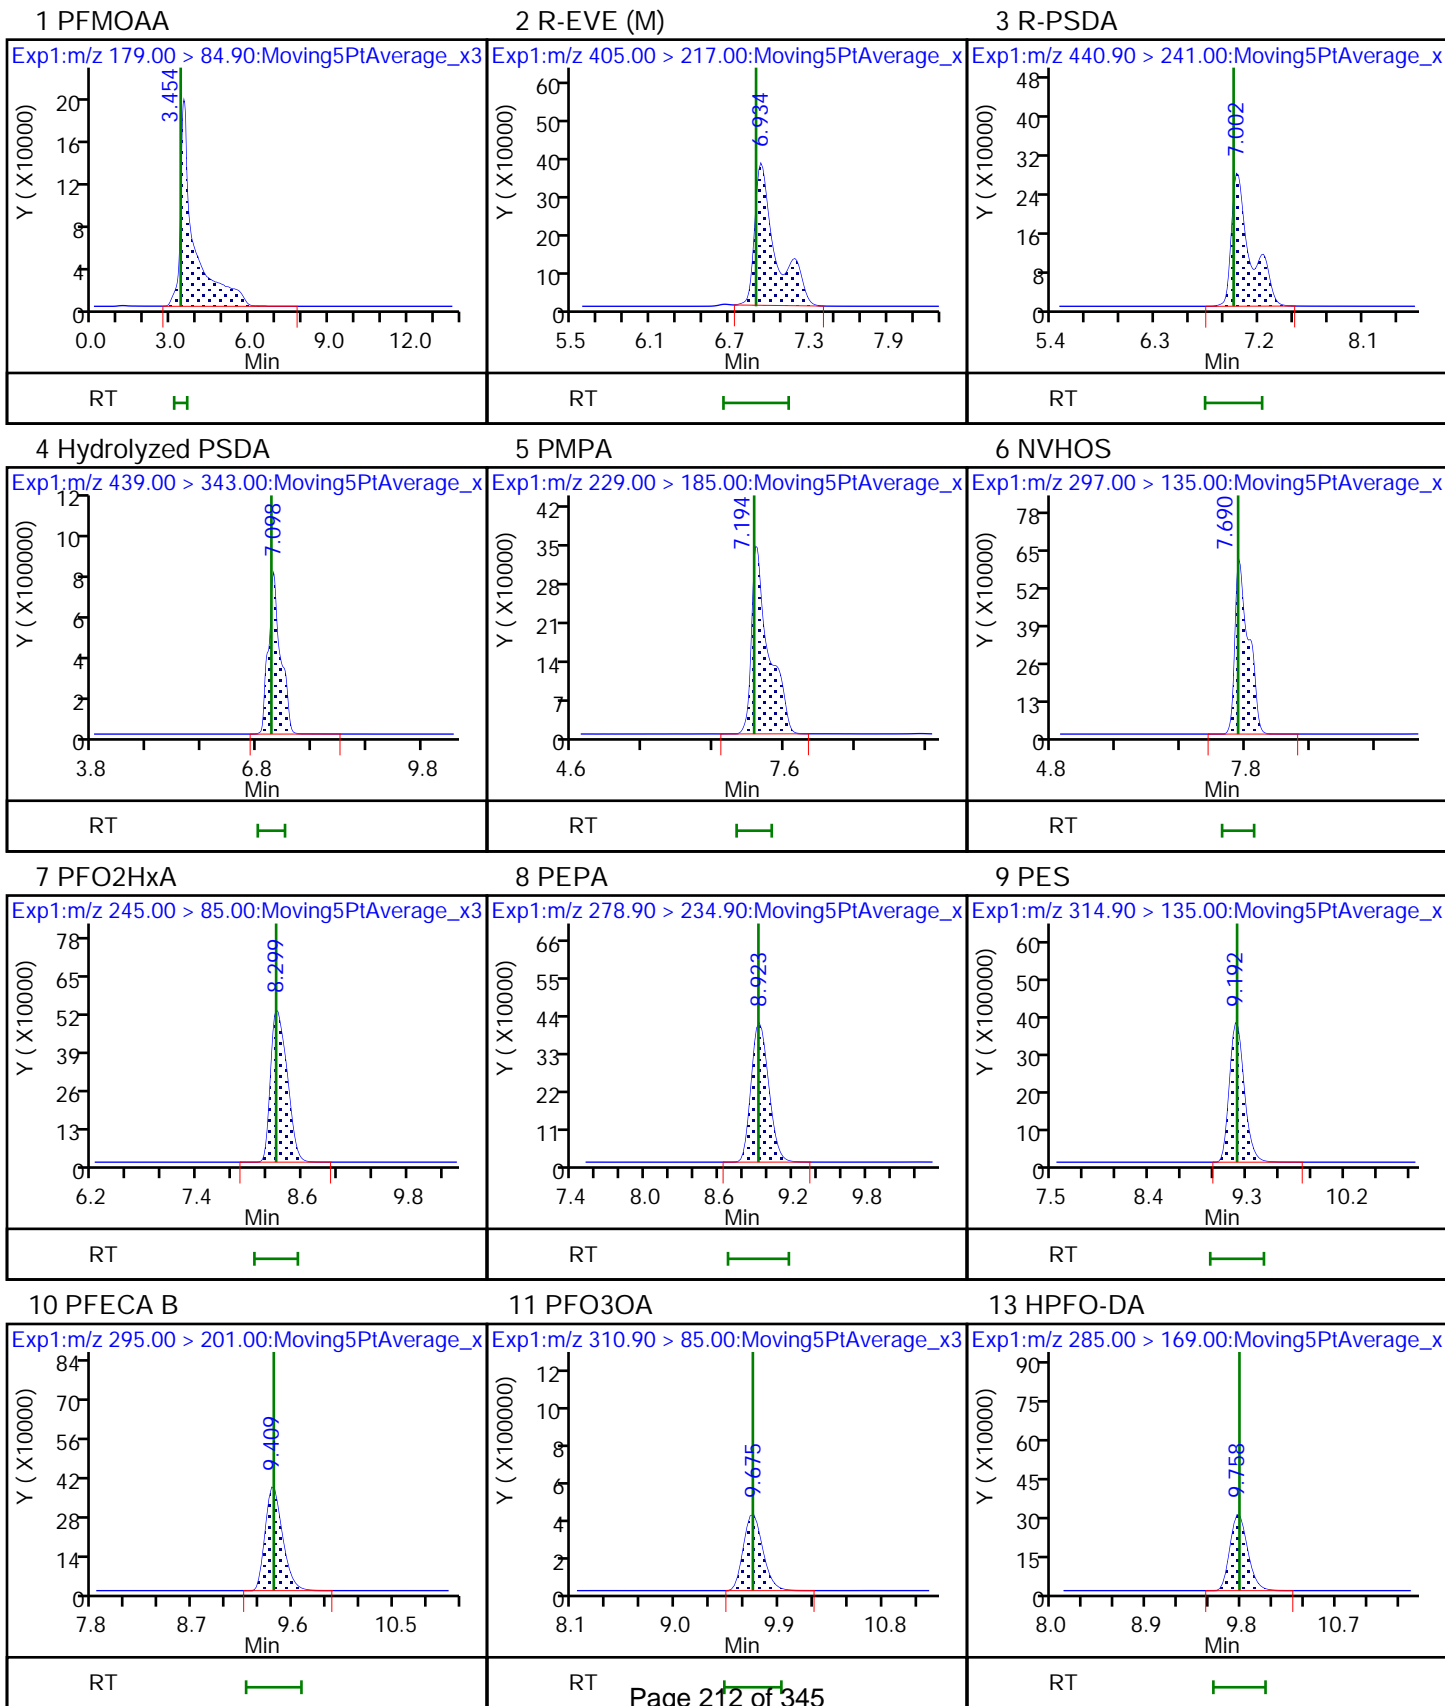 1 PFMOAA
2 R-EVE (M)
3 R-PSDA
Exp1:m/z 179.00 > 84.90:Moving5PtAverage_x3
Exp1:m/z 405.00 > 217.00:Moving5PtAverage_x
Exp1:m/z 440.90 > 241.00:Moving5PtAverage_x
Y ( X10000)
20
16
12
8
4
0
3.454
0.0 3.0 6.0 9.0 12.0
Min
RT
Y ( X10000)
60
50
40
30
20
10
0
6.934
5.5 6.1 6.7 7.3 7.9
Min
RT
Y ( X10000)
48
40
32
24
16
8
0
7.002
5.4 6.3 7.2 8.1
Min
RT
4 Hydrolyzed PSDA
5 PMPA
6 NVHOS
Exp1:m/z 439.00 > 343.00:Moving5PtAverage_x
Exp1:m/z 229.00 > 185.00:Moving5PtAverage_x
Exp1:m/z 297.00 > 135.00:Moving5PtAverage_x
Y ( X100000)
12
10
8
6
4
2
0
7.098
3.8 6.8 9.8
Min
RT
Y ( X10000)
42
35
28
21
14
7
0
7.194
4.6 7.6
Min
RT
Y ( X10000)
78
65
52
39
26
13
0
7.690
4.8 7.8
Min
RT
7 PFO2HxA
8 PEPA
9 PES
Exp1:m/z 245.00 > 85.00:Moving5PtAverage_x3
Exp1:m/z 278.90 > 234.90:Moving5PtAverage_x
Exp1:m/z 314.90 > 135.00:Moving5PtAverage_x
Y ( X10000)
78
65
52
39
26
13
0
8.299
6.2 7.4 8.6 9.8
Min
RT
Y ( X10000)
66
55
44
33
22
11
0
8.923
7.4 8.0 8.6 9.2 9.8
Min
RT
Y ( X100000)
60
50
40
30
20
10
0
9.192
7.5 8.4 9.3 10.2
Min
RT
10 PFECA B
11 PFO3OA
13 HPFO-DA
Exp1:m/z 295.00 > 201.00:Moving5PtAverage_x
Exp1:m/z 310.90 > 85.00:Moving5PtAverage_x3
Exp1:m/z 285.00 > 169.00:Moving5PtAverage_x
Y ( X10000)
84
70
56
42
28
14
0
9.409
7.8 8.7 9.6 10.5
Min
RT
Y ( X100000)
12
10
8
6
4
2
0
9.675
8.1 9.0 9.9 10.8
Min
RT
Y ( X10000)
90
75
60
45
30
15
0
9.758
8.0 8.9 9.8 10.7
Min
RT
Page 212 of 345